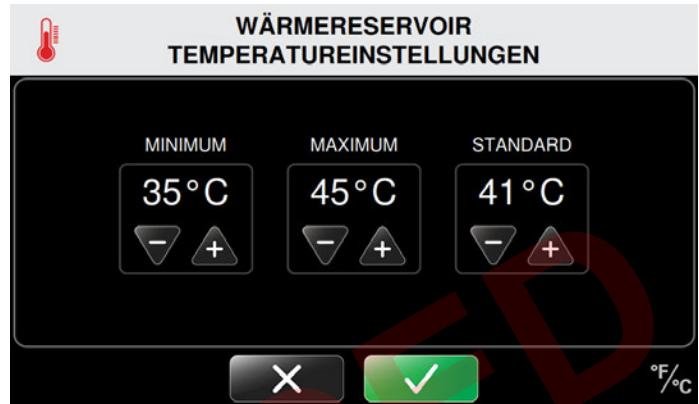 WÄRMERESERVOIR
TEMPERATUREINSTELLUNGEN
MINIMUM MAXIMUM STANDARD
35°C 45°C 41°C
− + − + − +
°F/°C